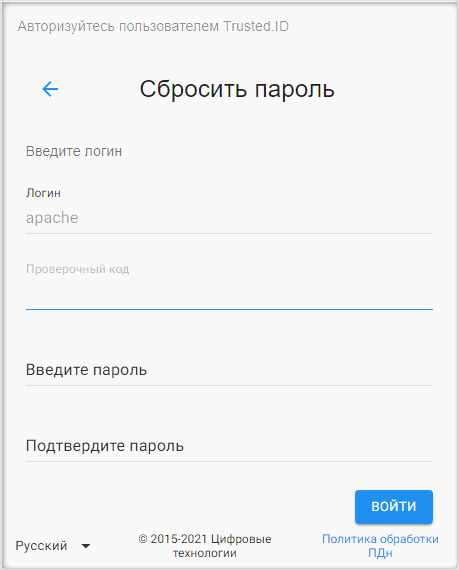 Авторизуйтесь пользователем Trusted.ID
Сбросить пароль
Введите логин
Логин
apache
Проверочный код
Введите пароль
Подтвердите пароль
ВОЙТИ
Русский
© 2015-2021 Цифровые
технологии
Политика обработки
ПДн